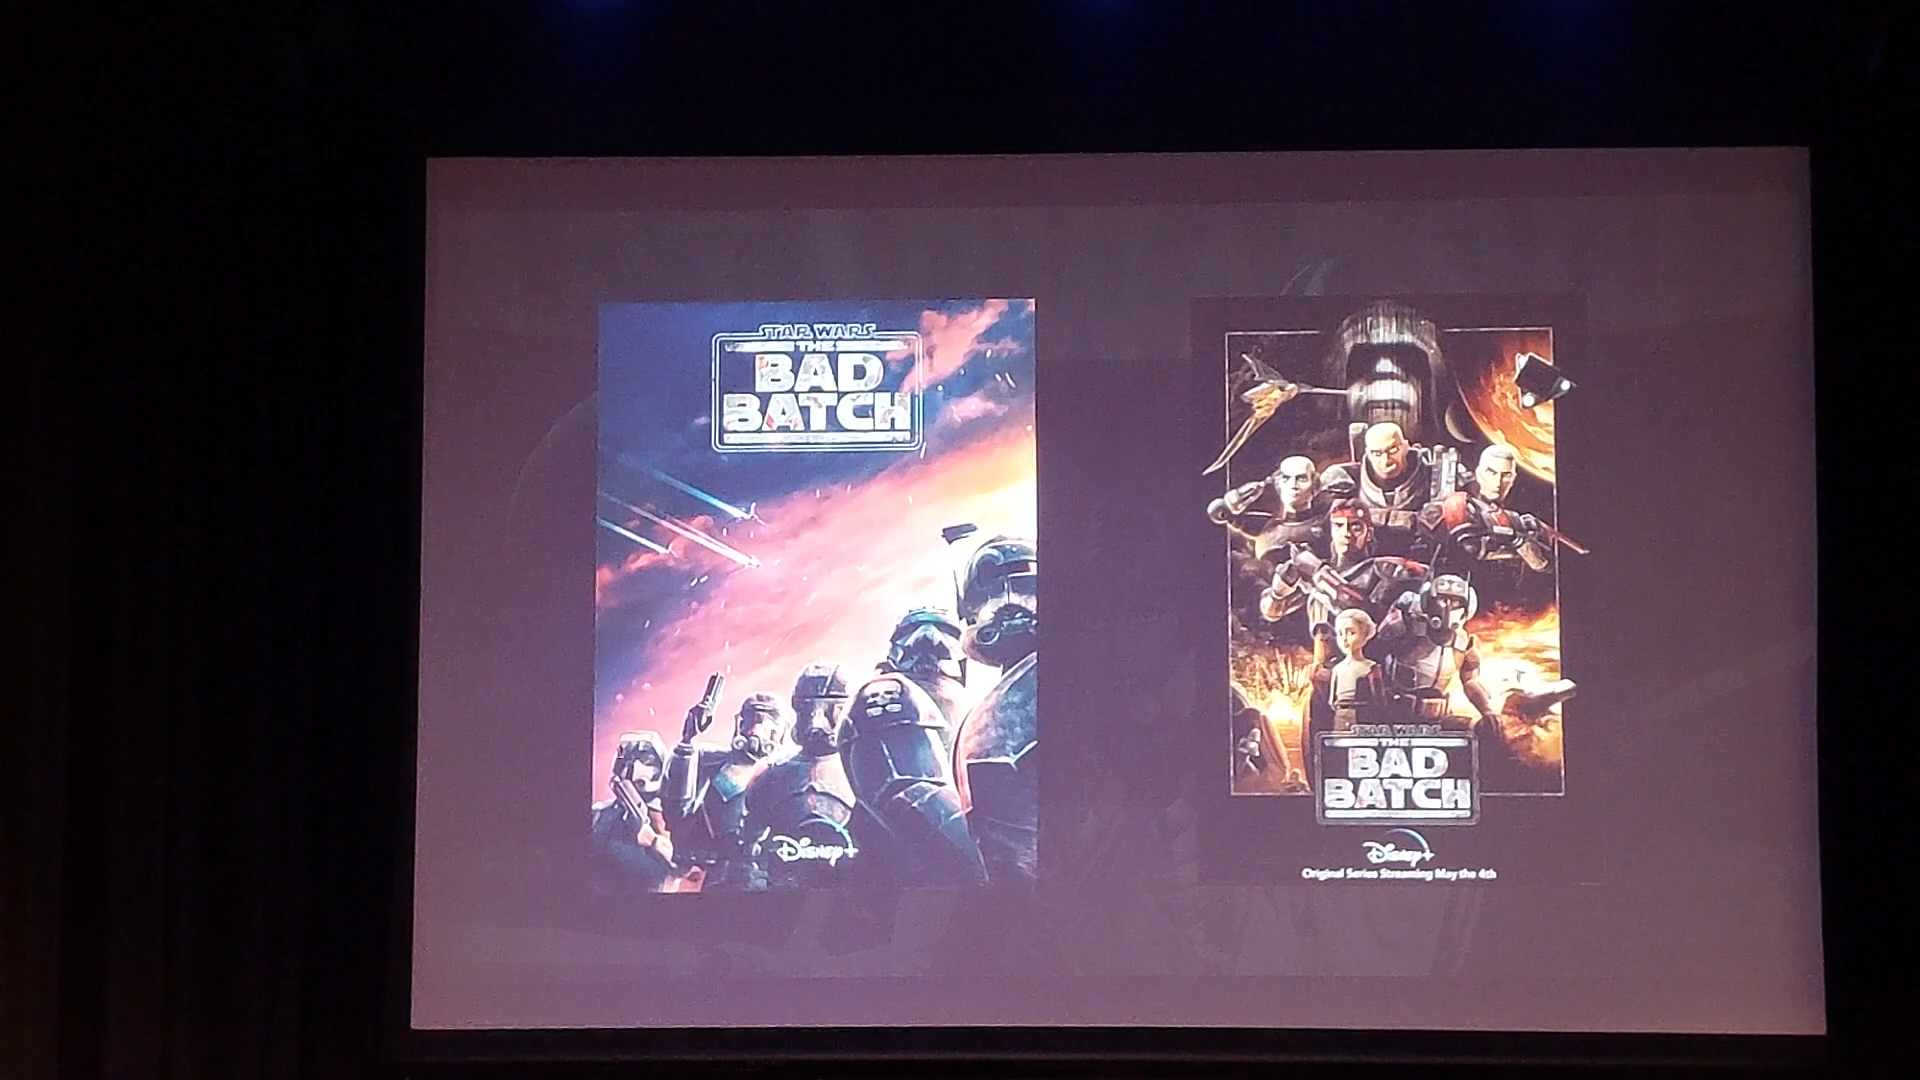 STAR WARS
THE
BAD
BATCH
Disney+
STAR WARS
THE
BAD
BATCH
Disney+
Original Series Streaming May the 4th